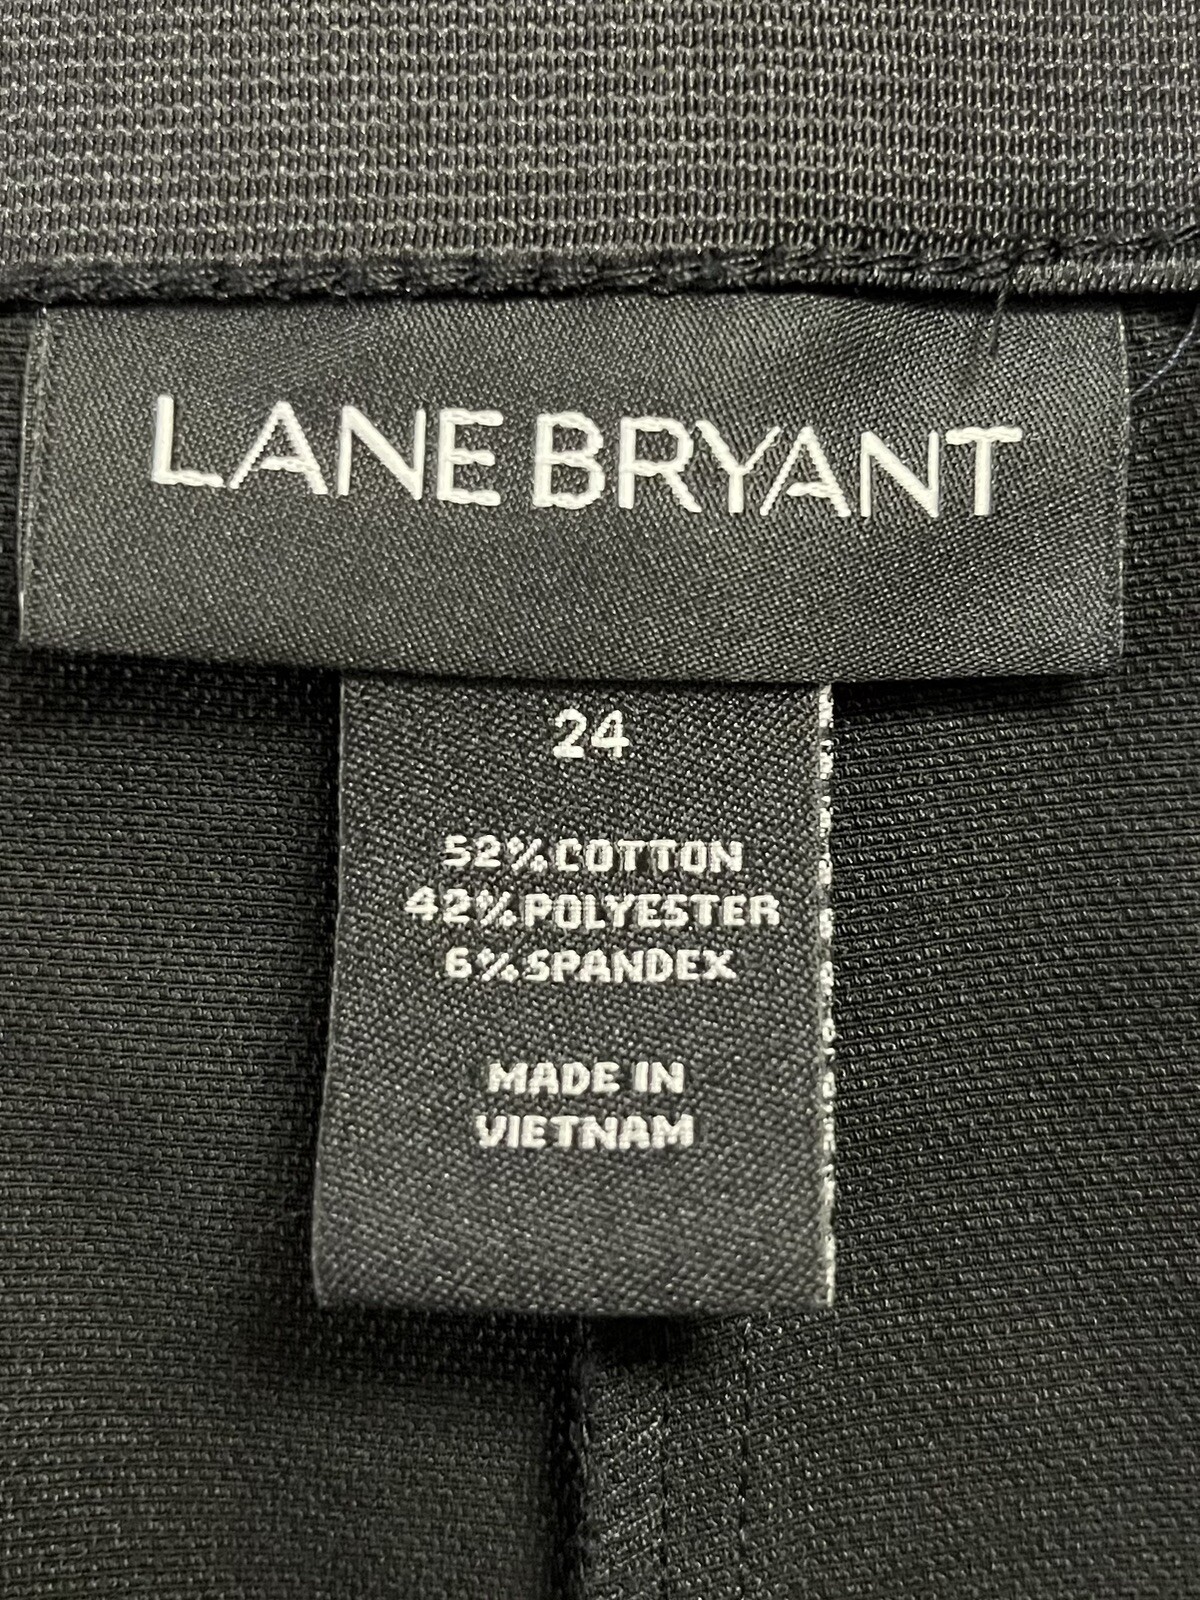 LANE BRYANT
24
52% COTTON
42% POLYESTER
6% SPANDEX
MADE IN
VIETNAM